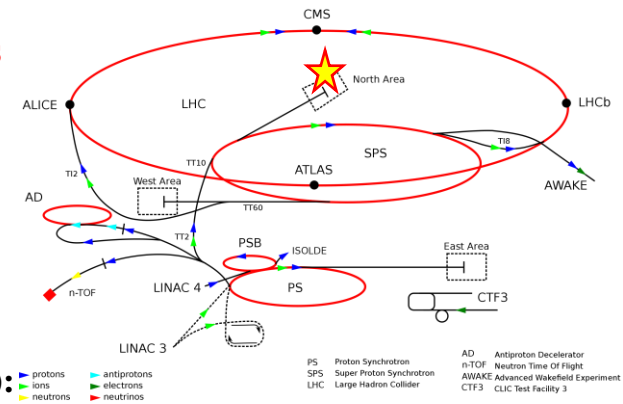 CMS
North Area
ALICE
LHC
LHCb
SPS
TT10
TI8
ATLAS
TI2
West Area
AWAKE
AD
TT60
TT2
PSB
ISOLDE
East Area
LINAC 4
PS
n-TOF
CTF3
LINAC 3
:
protons
ions
neutrons
antiprotons
electrons
neutrinos
PS Proton Synchrotron
SPS Super Proton Synchrotron
LHC Large Hadron Collider
AD Antiproton Decelerator
n-TOF Neutron Time Of Flight
AWAKE Advanced Wakefield Experiment
CTF3 CLIC Test Facility 3